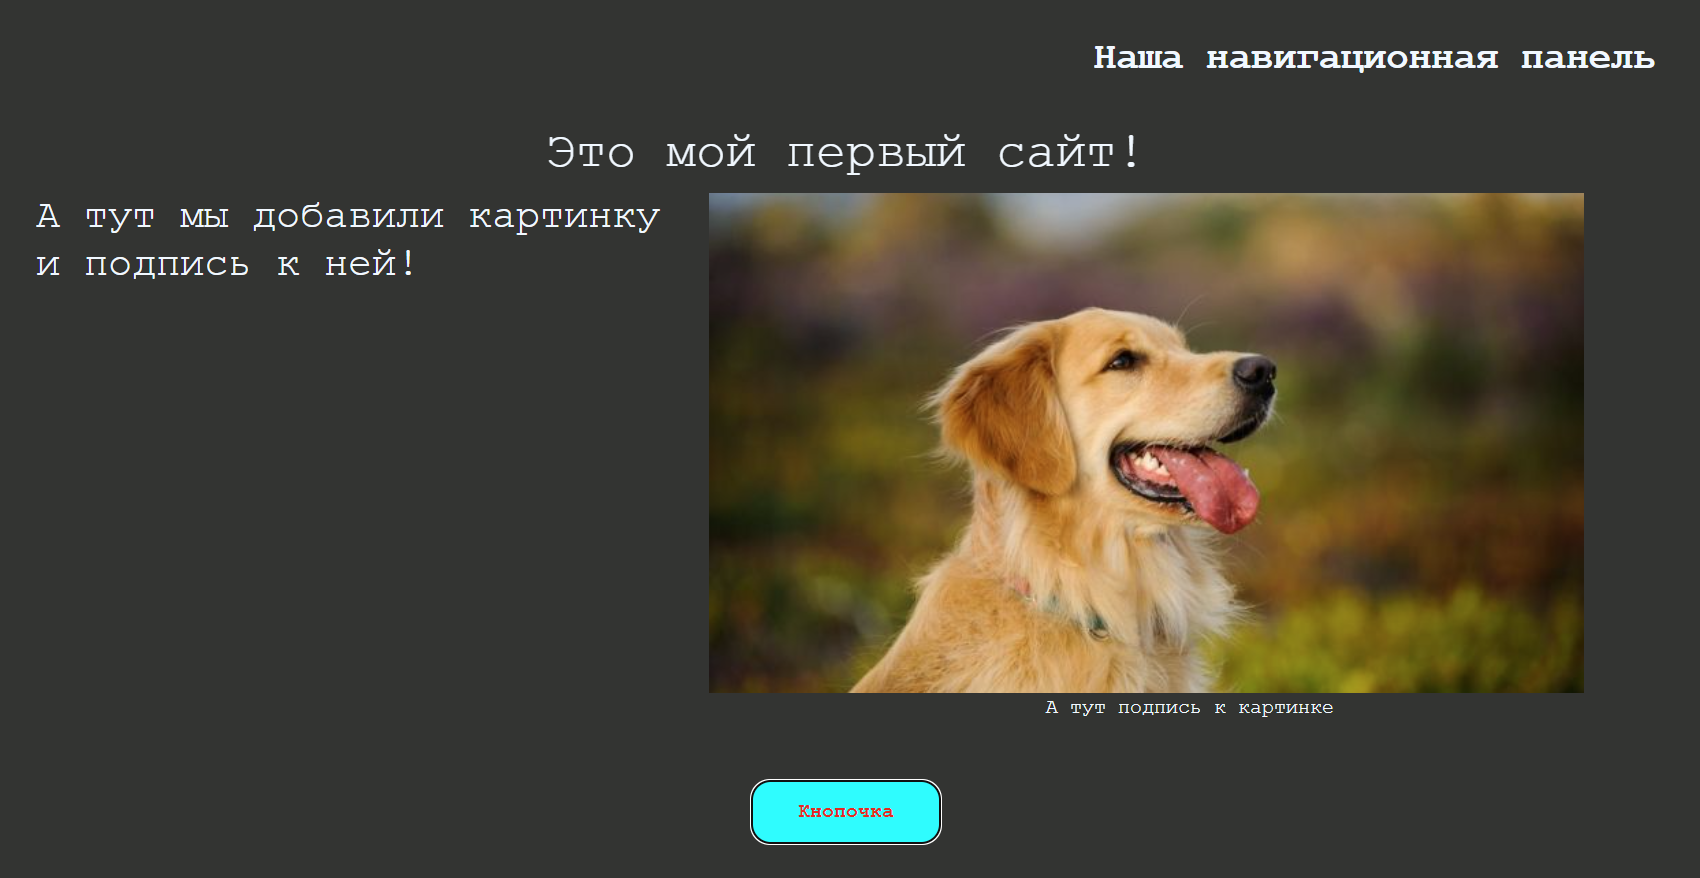 Наша навигационная панель
Это мой первый сайт!
А тут мы добавили картинку
и подпись к ней!
А тут подпись к картинке
Кнопочка